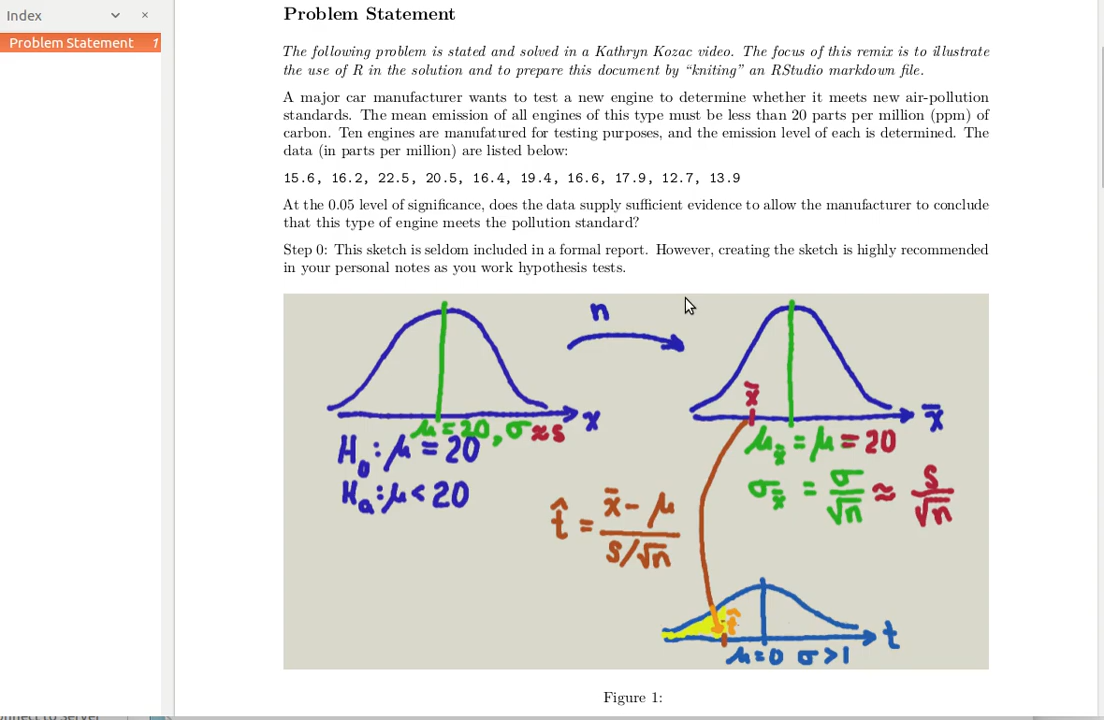 Index
Problem Statement 1
Problem Statement
The following problem is stated and solved in a Kathryn Kozac video. The focus of this remix is to illustrate
the use of R in the solution and to prepare this document by “kniting” an RStudio markdown file.
A major car manufacturer wants to test a new engine to determine whether it meets new air-pollution
standards. The mean emission of all engines of this type must be less than 20 parts per million (ppm) of
carbon. Ten engines are manufatured for testing purposes, and the emission level of each is determined. The
data (in parts per million) are listed below:
15.6, 16.2, 22.5, 20.5, 16.4, 19.4, 16.6, 17.9, 12.7, 13.9
At the 0.05 level of significance, does the data supply sufficient evidence to allow the manufacturer to conclude
that this type of engine meets the pollution standard?
Step 0: This sketch is seldom included in a formal report. However, creating the sketch is highly recommended
in your personal notes as you work hypothesis tests.
n
x̄
x
x̄
μ = 20, σ ≈ s
H₀: μ = 20
Hₐ: μ < 20
μx̄ = μ = 20
σx̄ = σ/√n ≈ s/√n
t̂ = x̄ - μ
s/√n
t̂
t
μ=0 σ>1
Figure 1: